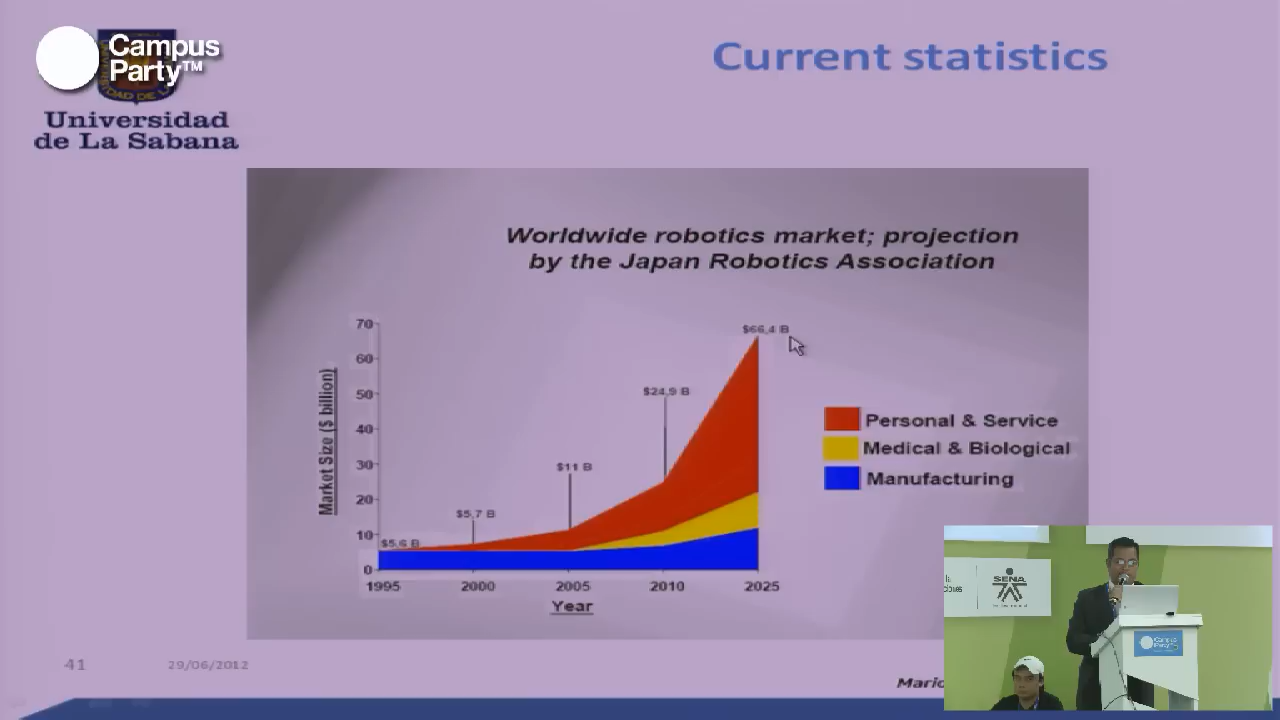 Campus
Party™
Universidad
de La Sabana
Current statistics
Worldwide robotics market; projection
by the Japan Robotics Association
Market Size ($ billion)
70
60
50
40
30
20
10
0
$5,6 B
$5,7 B
$11 B
$24,9 B
$66,4 B
1995
2000
2005
2010
2025
Year
Personal & Service
Medical & Biological
Manufacturing
41
29/06/2012
SENA
Campus
Party